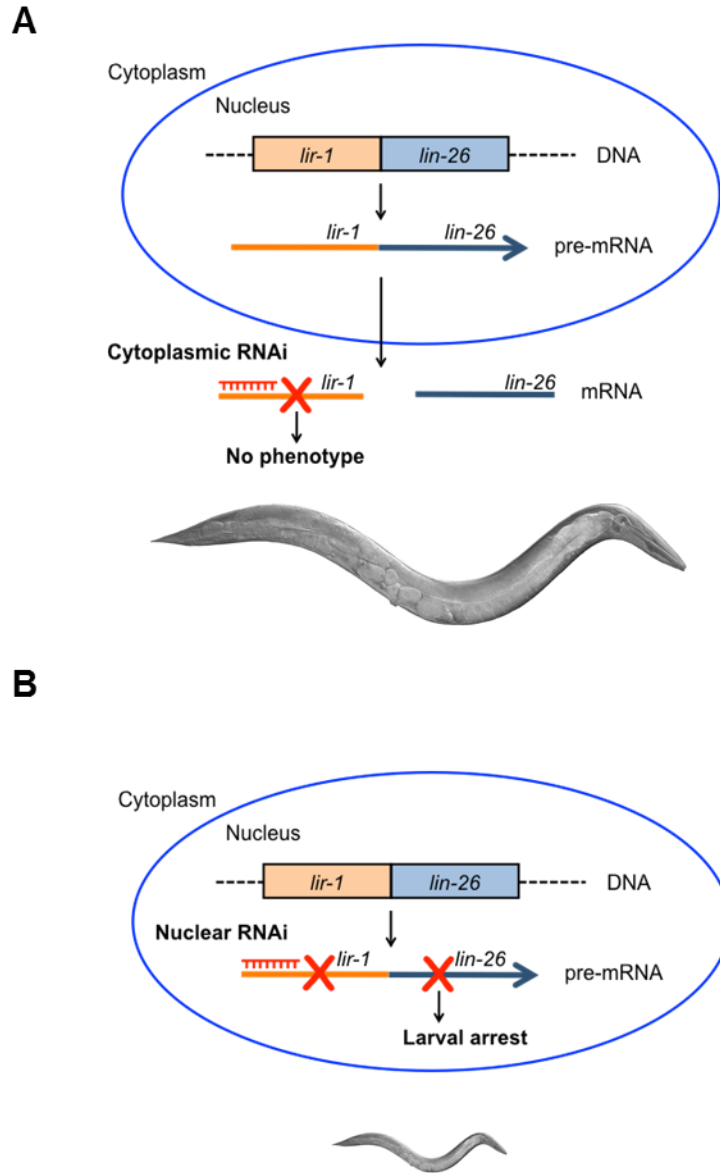 A
Cytoplasm
Nucleus
lir-1 lin-26 DNA
lir-1 lin-26
pre-mRNA
Cytoplasmic RNAi
lir-1 lin-26 mRNA
No phenotype
B
Cytoplasm
Nucleus
lir-1 lin-26 DNA
Nuclear RNAi
lir-1 lin-26
pre-mRNA
Larval arrest